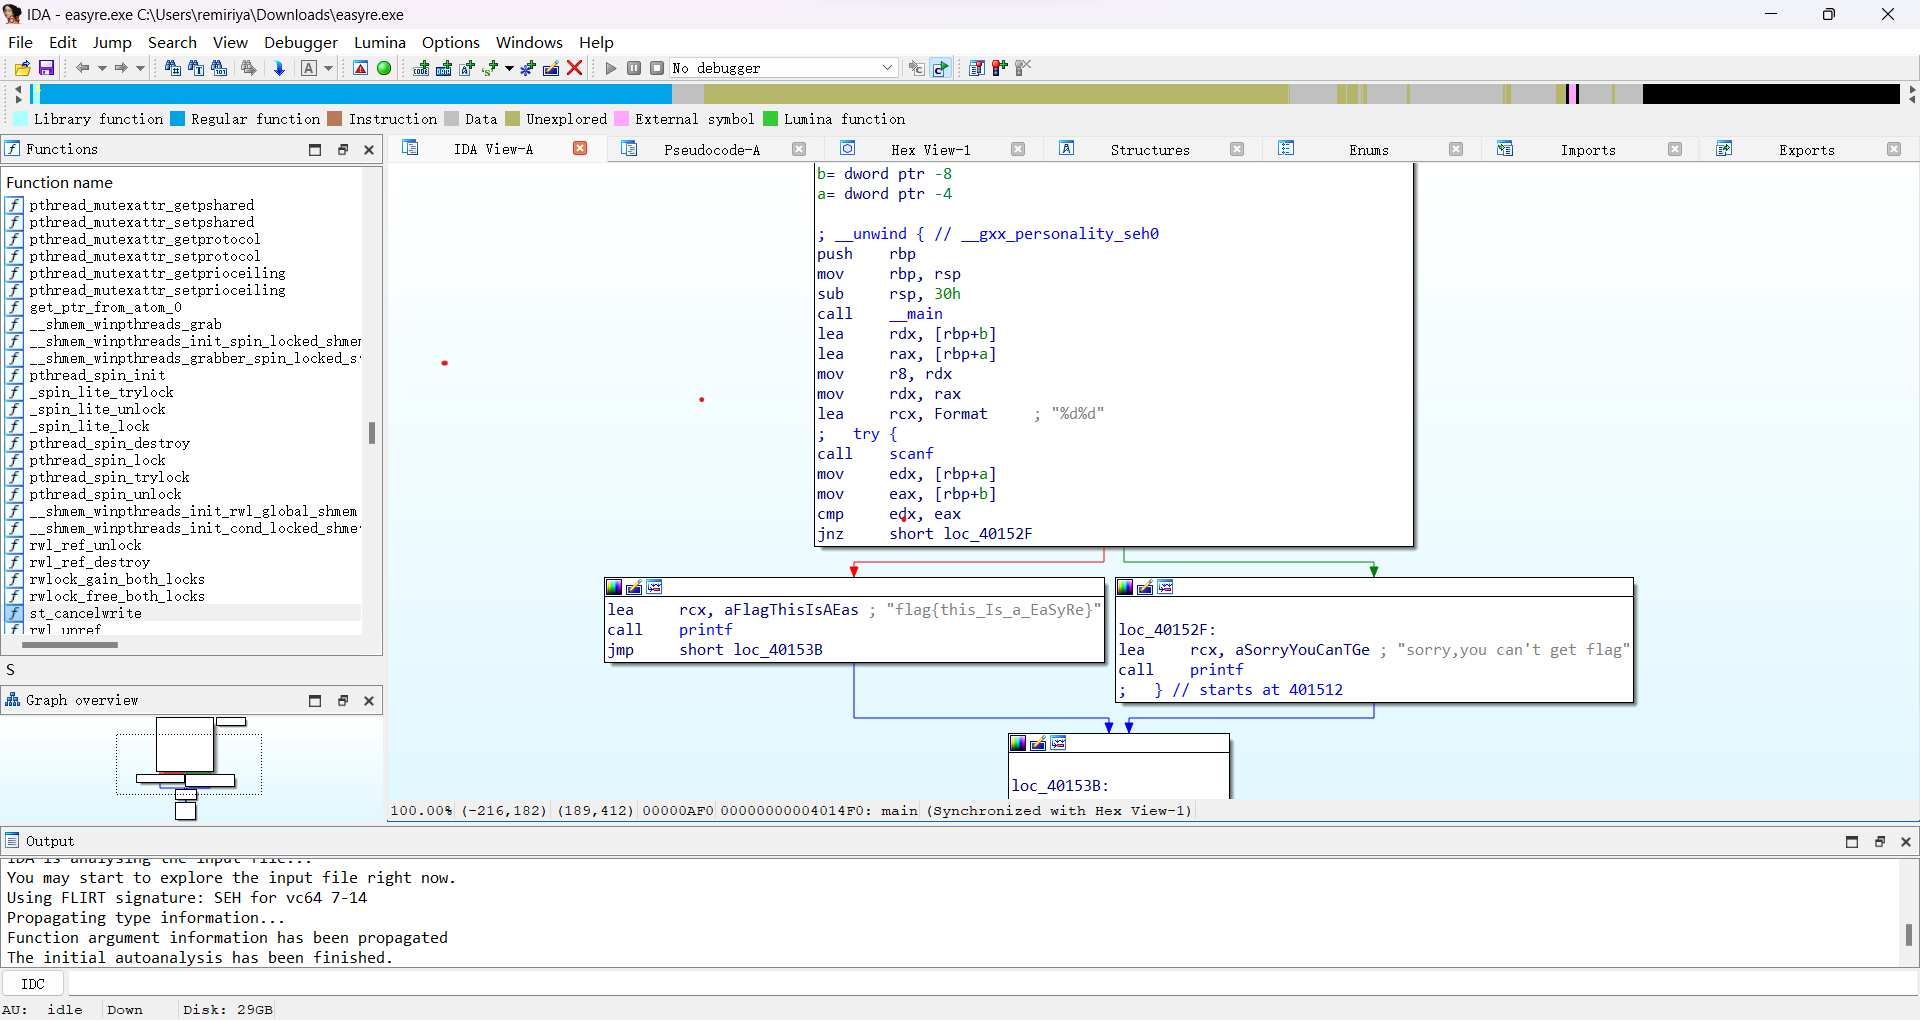 IDA - easyre.exe C:\Users\remiriya\Downloads\easyre.exe
File Edit Jump Search View Debugger Lumina Options Windows Help
No debugger
Library function Regular function Instruction Data Unexplored External symbol Lumina function
Functions
Function name
pthread_mutexattr_getpshared
pthread_mutexattr_setpshared
pthread_mutexattr_getprotocol
pthread_mutexattr_setprotocol
pthread_mutexattr_getprioceiling
pthread_mutexattr_setprioceiling
get_ptr_from_atom_0
__shmem_winpthreads_grab
__shmem_winpthreads_init_spin_locked_shmem
__shmem_winpthreads_grabber_spin_locked_s
pthread_spin_init
_spin_lite_trylock
_spin_lite_unlock
_spin_lite_lock
pthread_spin_destroy
pthread_spin_lock
pthread_spin_trylock
pthread_spin_unlock
__shmem_winpthreads_init_rwl_global_shmem
__shmem_winpthreads_init_cond_locked_shme
rwl_ref_unlock
rwl_ref_destroy
rwlock_gain_both_locks
rwlock_free_both_locks
st_cancelwrite
rwl_unref
S
Graph overview
IDA View-A Pseudocode-A Hex View-1 Structures Enums Imports Exports
b= dword ptr -8
a= dword ptr -4
; __unwind { // __gxx_personality_seh0
push rbp
mov rbp, rsp
sub rsp, 30h
call __main
lea rdx, [rbp+b]
lea rax, [rbp+a]
mov r8, rdx
mov rdx, rax
lea rcx, Format ; "%d%d"
; try {
call scanf
mov edx, [rbp+a]
mov eax, [rbp+b]
cmp edx, eax
jnz short loc_40152F
lea rcx, aFlagThisIsAEas ; "flag{this_Is_a_EaSyRe}"
call printf
jmp short loc_40153B
loc_40152F:
lea rcx, aSorryYouCanTGe ; "sorry,you can't get flag"
call printf
; } // starts at 401512
loc_40153B:
100.00% (-216,182) (189,412) 00000AF0 00000000004014F0: main (Synchronized with Hex View-1)
Output
IDA is analysing the input file...
You may start to explore the input file right now.
Using FLIRT signature: SEH for vc64 7-14
Propagating type information...
Function argument information has been propagated
The initial autoanalysis has been finished.
IDC
AU: idle Down Disk: 29GB